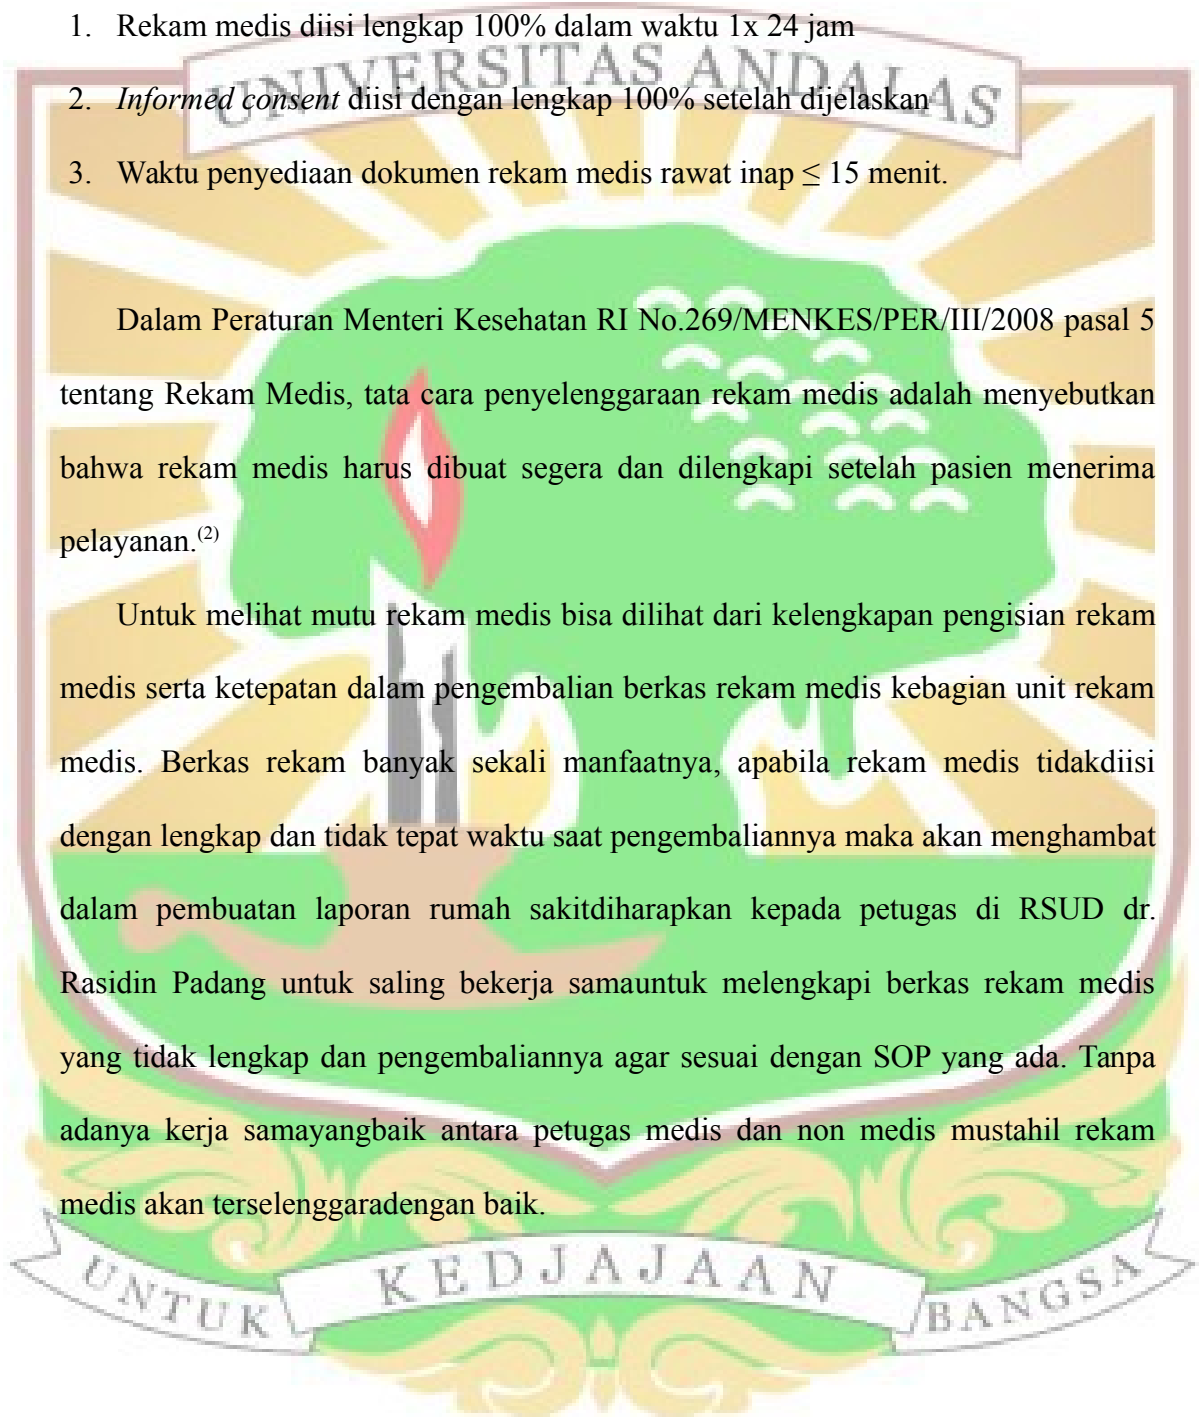 1. Rekam medis diisi lengkap 100% dalam waktu 1x 24 jam
UNIVERSITAS ANDALAS
2. Informed consent diisi dengan lengkap 100% setelah dijelaskan
3. Waktu penyediaan dokumen rekam medis rawat inap ≤ 15 menit.
Dalam Peraturan Menteri Kesehatan RI No.269/MENKES/PER/III/2008 pasal 5
tentang Rekam Medis, tata cara penyelenggaraan rekam medis adalah menyebutkan
bahwa rekam medis harus dibuat segera dan dilengkapi setelah pasien menerima
pelayanan.(2)
Untuk melihat mutu rekam medis bisa dilihat dari kelengkapan pengisian rekam
medis serta ketepatan dalam pengembalian berkas rekam medis kebagian unit rekam
medis. Berkas rekam banyak sekali manfaatnya, apabila rekam medis tidakdiisi
dengan lengkap dan tidak tepat waktu saat pengembaliannya maka akan menghambat
dalam pembuatan laporan rumah sakitdiharapkan kepada petugas di RSUD dr.
Rasidin Padang untuk saling bekerja samauntuk melengkapi berkas rekam medis
yang tidak lengkap dan pengembaliannya agar sesuai dengan SOP yang ada. Tanpa
adanya kerja samayangbaik antara petugas medis dan non medis mustahil rekam
medis akan terselenggaradengan baik.
UNTUK KEDJAJAAN BANGSA